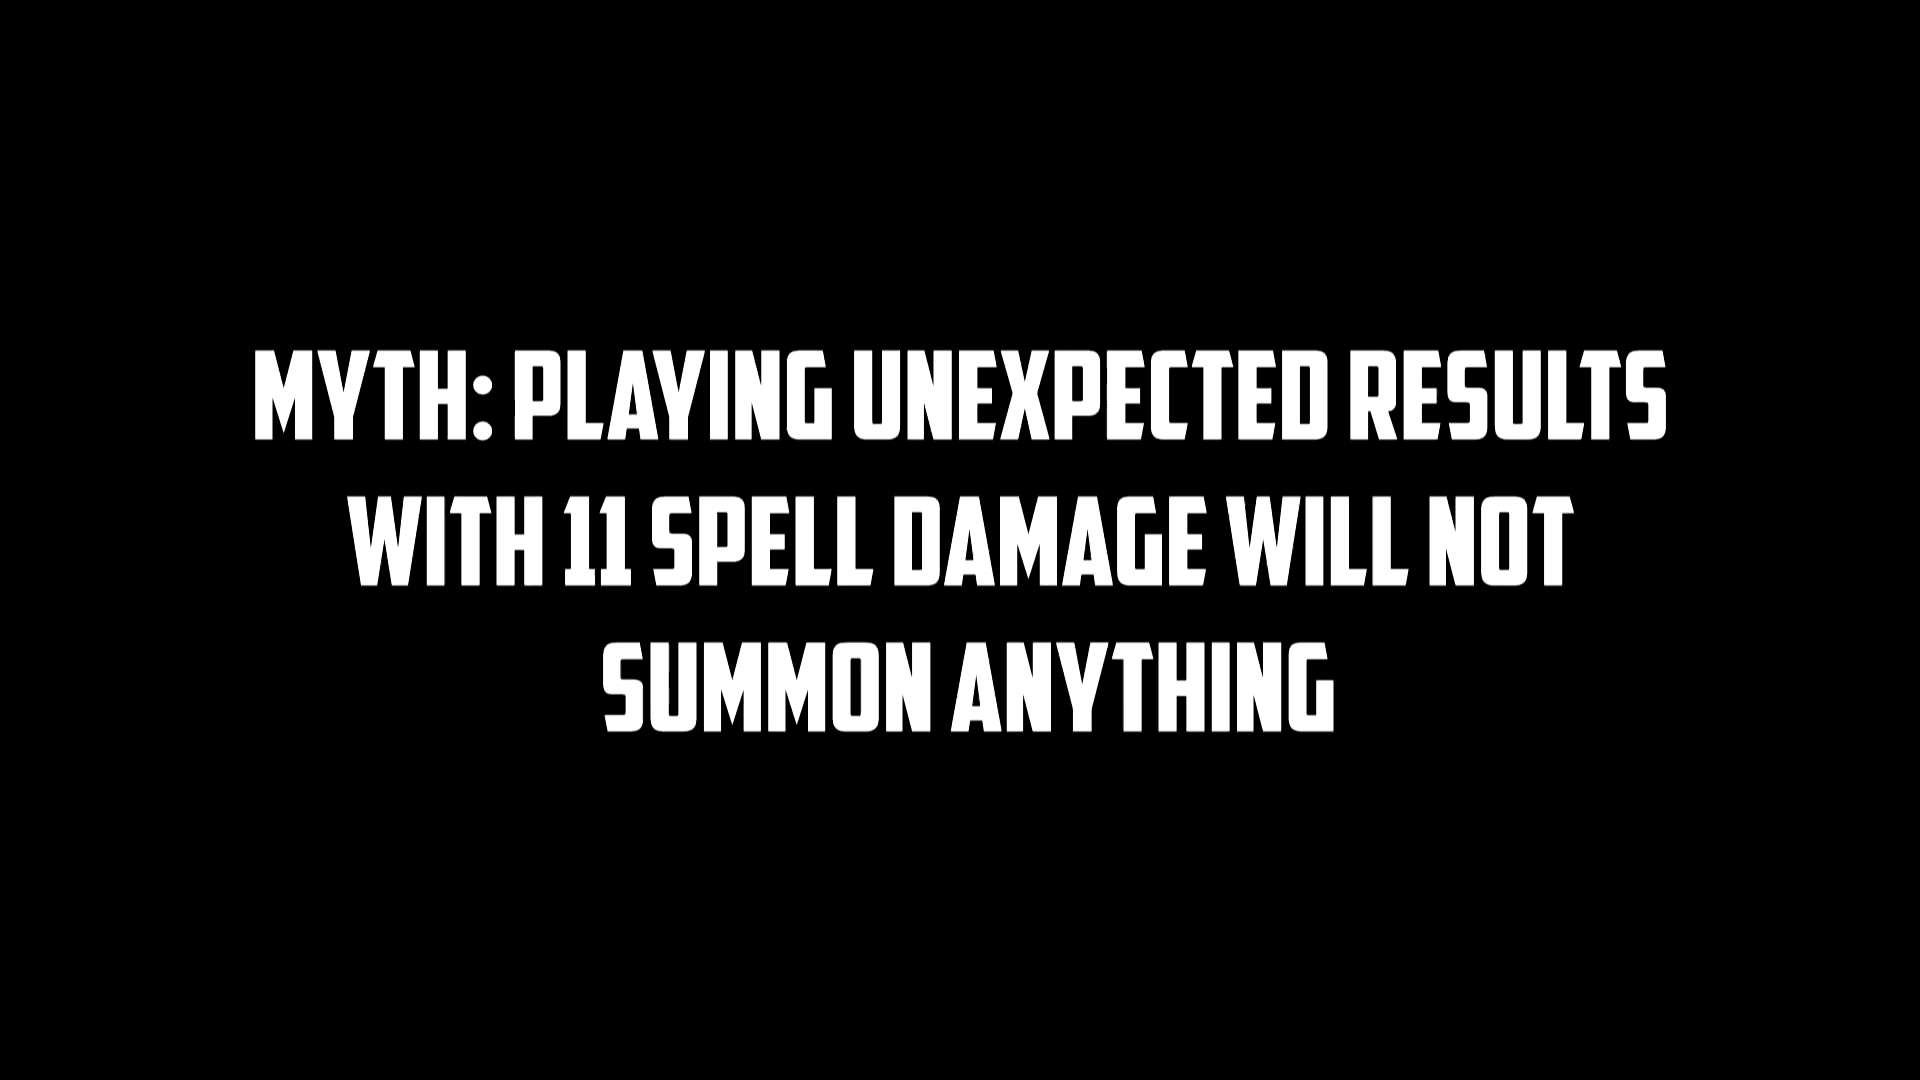 MYTH: PLAYING UNEXPECTED RESULTS
WITH 11 SPELL DAMAGE WILL NOT
SUMMON ANYTHING